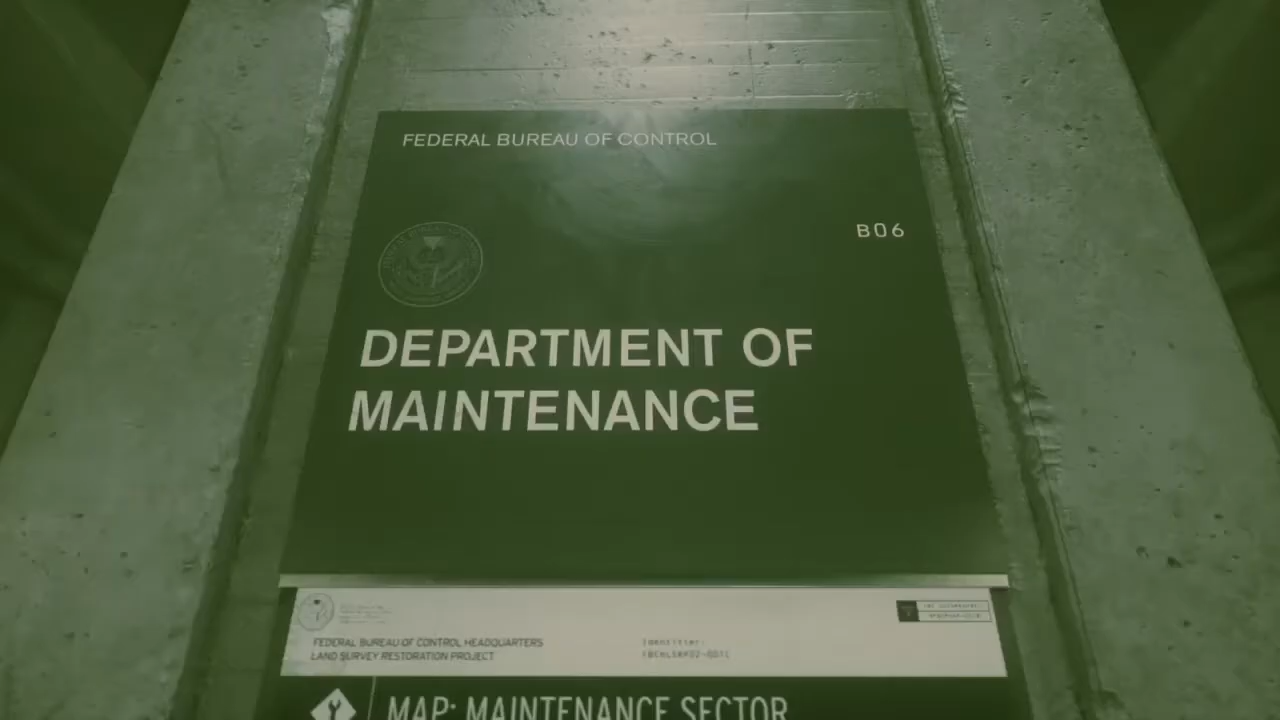 FEDERAL BUREAU OF CONTROL
B06
DEPARTMENT OF
MAINTENANCE
FEDERAL BUREAU OF CONTROL HEADQUARTERS
LAND SURVEY RESTORATION PROJECT
Identifier:
MAP: MAINTENANCE SECTOR